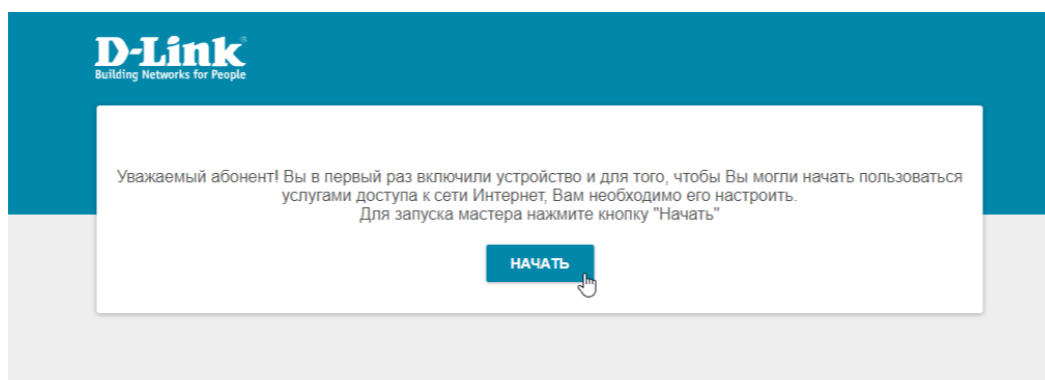 D-Link®
Building Networks for People
Уважаемый абонент! Вы в первый раз включили устройство и для того, чтобы Вы могли начать пользоваться
услугами доступа к сети Интернет, Вам необходимо его настроить.
Для запуска мастера нажмите кнопку "Начать"
НАЧАТЬ